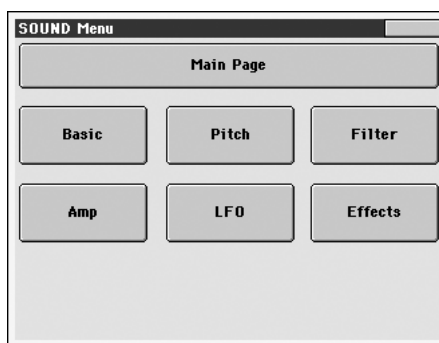 SOUND Menu
Main Page
Basic Pitch Filter
Amp LFO Effects